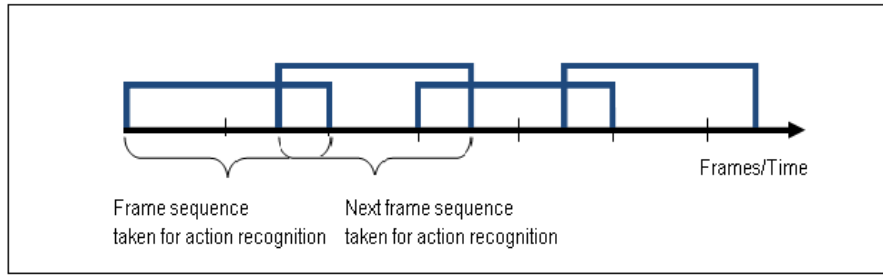 Frames/Time
Frame sequence
taken for action recognition
Next frame sequence
taken for action recognition